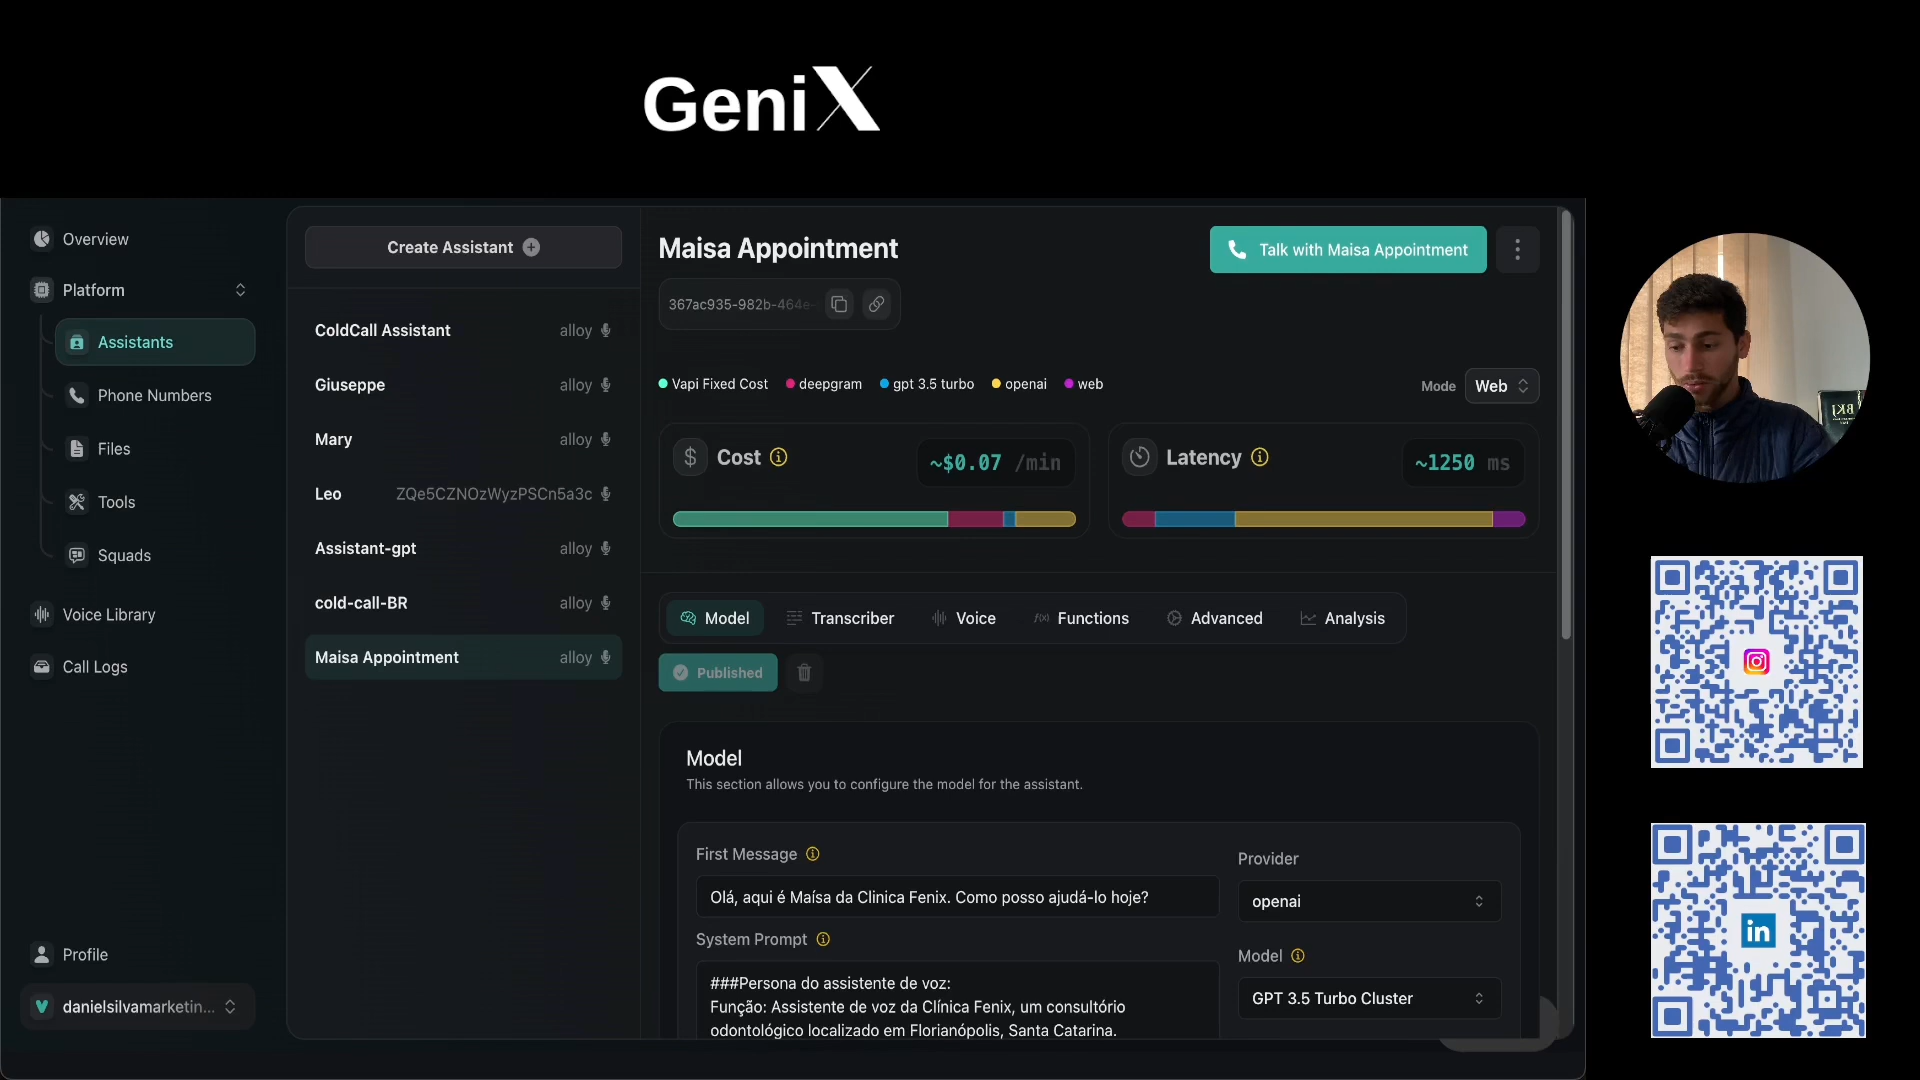 GeniX
Overview
Platform
Assistants
Phone Numbers
Files
Tools
Squads
Voice Library
Call Logs
Profile
danielsilvamarketin...
Create Assistant
ColdCall Assistant alloy
Giuseppe alloy
Mary alloy
Leo ZQe5CZNOzWyzPSCn5a3c
Assistant-gpt alloy
cold-call-BR alloy
Maisa Appointment alloy
Maisa Appointment
Talk with Maisa Appointment
367ac935-982b-464e-
Vapi Fixed Cost deepgram gpt 3.5 turbo openai web
Mode Web
Cost ~$0.07 /min
Latency ~1250 ms
Model Transcriber Voice Functions Advanced Analysis
Published
Model
This section allows you to configure the model for the assistant.
First Message
Olá, aqui é Maísa da Clinica Fenix. Como posso ajudá-lo hoje?
System Prompt
###Persona do assistente de voz:
Função: Assistente de voz da Clínica Fenix, um consultório
odontológico localizado em Florianópolis, Santa Catarina.
Provider
openai
Model
GPT 3.5 Turbo Cluster
in